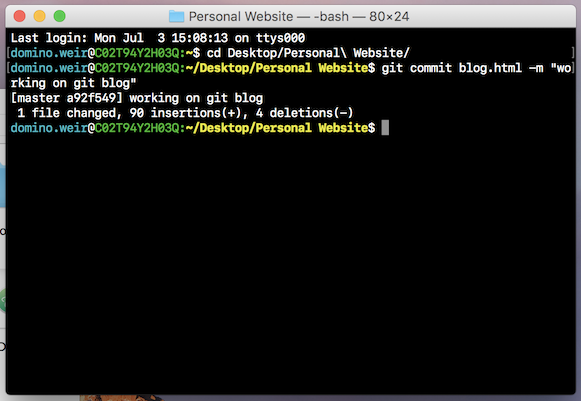 Personal Website — -bash — 80×24
Last login: Mon Jul  3 15:08:13 on ttys000
[domino.weir@C02T94Y2H03Q:~$ cd Desktop/Personal\ Website/ ]
[domino.weir@C02T94Y2H03Q:~/Desktop/Personal Website$ git commit blog.html -m "wo]
rking on git blog"
[master a92f549] working on git blog
 1 file changed, 90 insertions(+), 4 deletions(-)
domino.weir@C02T94Y2H03Q:~/Desktop/Personal Website$